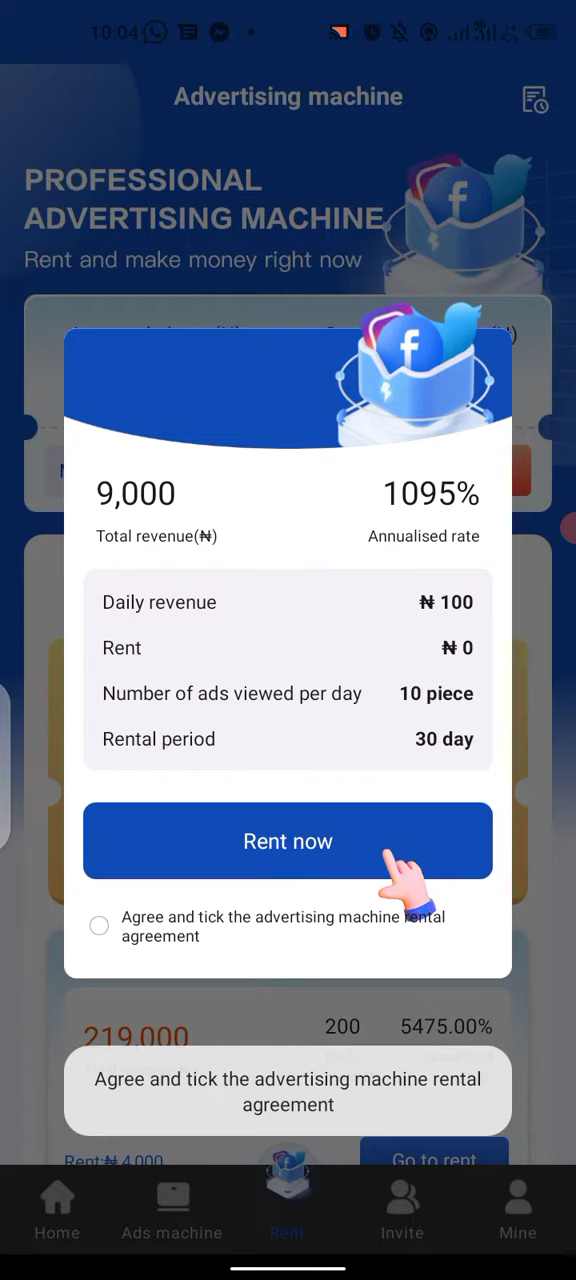 10:04
Advertising machine
PROFESSIONAL
ADVERTISING MACHINE
Rent and make money right now
9,000
1095%
Total revenue(₦)
Annualised rate
Daily revenue
₦ 100
Rent
₦ 0
Number of ads viewed per day
10 piece
Rental period
30 day
Rent now
Agree and tick the advertising machine rental
agreement
219,000
200
5475.00%
Agree and tick the advertising machine rental
agreement
Rent:₦ 4,000
Go to rent
Home
Ads machine
Rent
Invite
Mine